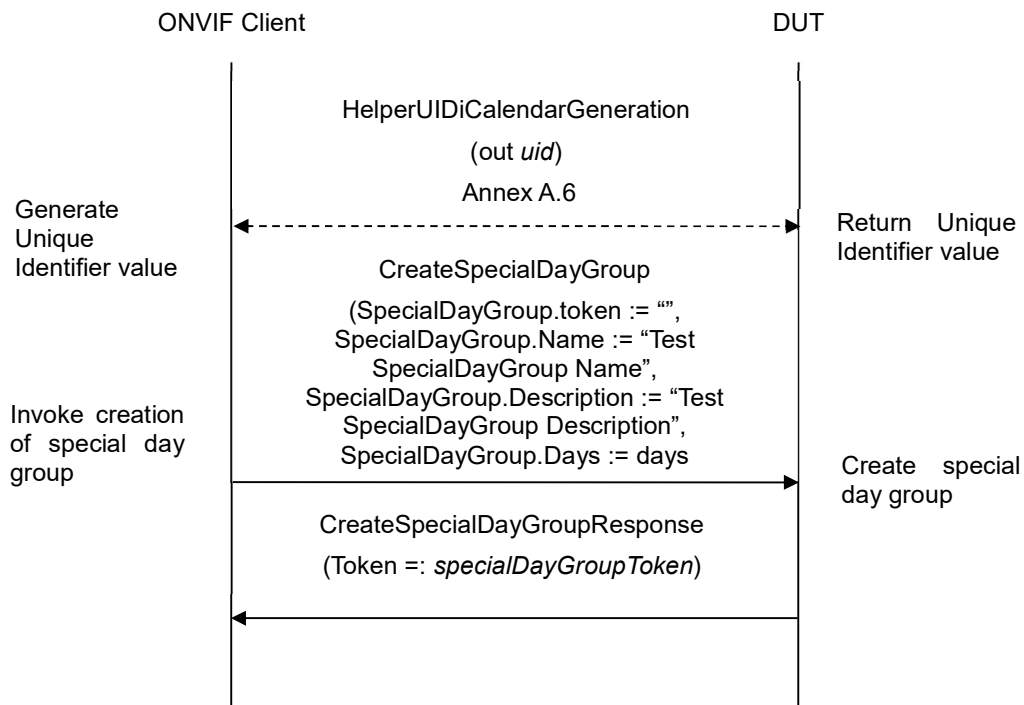 ONVIF Client
DUT
HelperUIDiCalendarGeneration
(out uid)
Annex A.6
Generate
Unique
Identifier value
Return Unique
Identifier value
CreateSpecialDayGroup
(SpecialDayGroup.token := “”,
SpecialDayGroup.Name := “Test
SpecialDayGroup Name”,
SpecialDayGroup.Description := “Test
SpecialDayGroup Description”,
SpecialDayGroup.Days := days
Invoke creation
of special day
group
Create special
day group
CreateSpecialDayGroupResponse
(Token =: specialDayGroupToken)